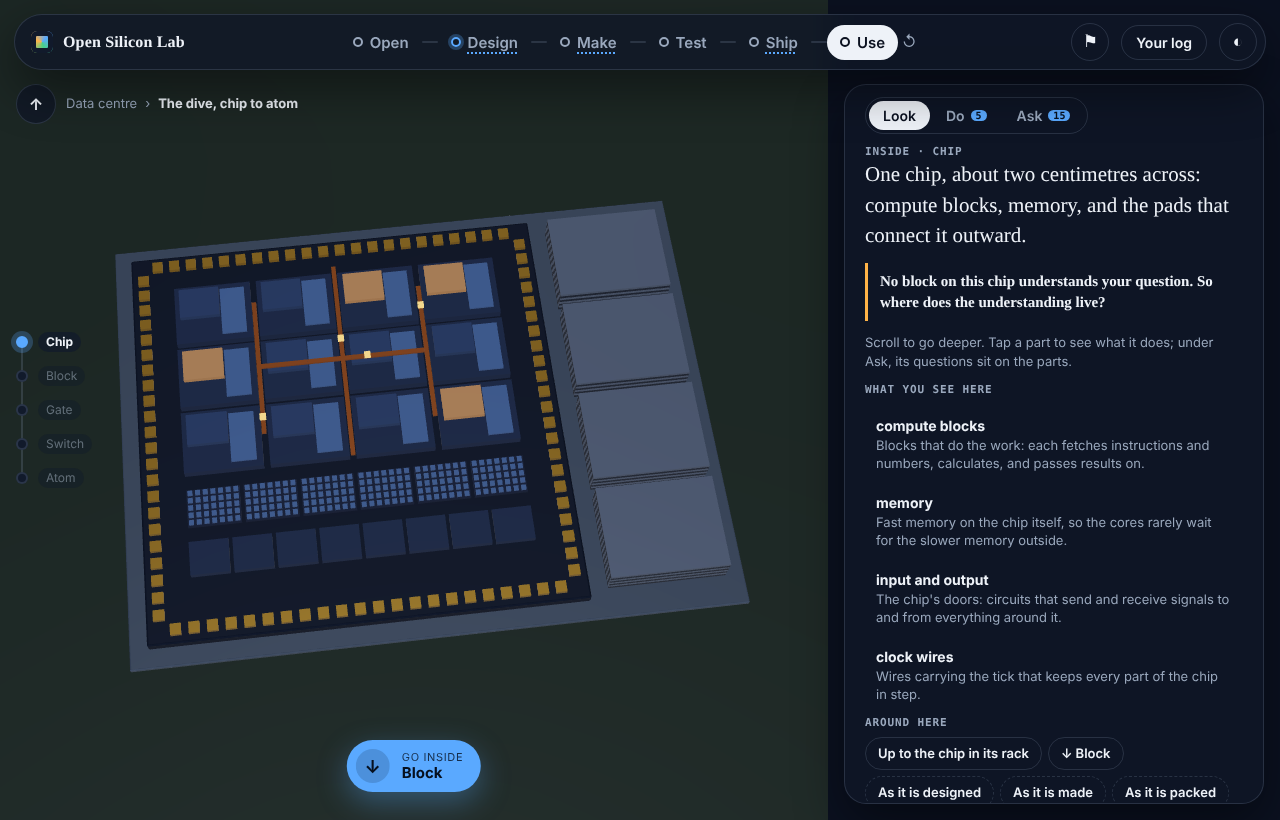 Open Silicon Lab
Open
Design
Make
Test
Ship
Use
Your log
Data centre › The dive, chip to atom
Chip
Block
Gate
Switch
Atom
GO INSIDE
Block
Look
Do 5
Ask 15
INSIDE · CHIP
One chip, about two centimetres across:
compute blocks, memory, and the pads that
connect it outward.
No block on this chip understands your question. So
where does the understanding live?
Scroll to go deeper. Tap a part to see what it does; under
Ask, its questions sit on the parts.
WHAT YOU SEE HERE
compute blocks
Blocks that do the work: each fetches instructions and
numbers, calculates, and passes results on.
memory
Fast memory on the chip itself, so the cores rarely wait
for the slower memory outside.
input and output
The chip's doors: circuits that send and receive signals to
and from everything around it.
clock wires
Wires carrying the tick that keeps every part of the chip
in step.
AROUND HERE
Up to the chip in its rack
↓ Block
As it is designed
As it is made
As it is packed